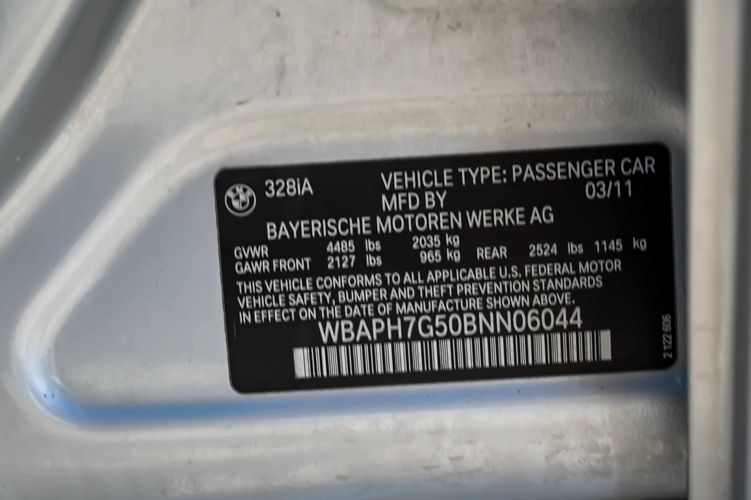 BMW
328iA VEHICLE TYPE: PASSENGER CAR
MFD BY 03/11
BAYERISCHE MOTOREN WERKE AG
GVWR 4485 lbs 2035 kg
GAWR FRONT 2127 lbs 965 kg REAR 2524 lbs 1145 kg
THIS VEHICLE CONFORMS TO ALL APPLICABLE U.S. FEDERAL MOTOR
VEHICLE SAFETY, BUMPER AND THEFT PREVENTION STANDARDS
IN EFFECT ON THE DATE OF MANUFACTURE SHOWN ABOVE.
WBAPH7G50BNN06044
2 122 606